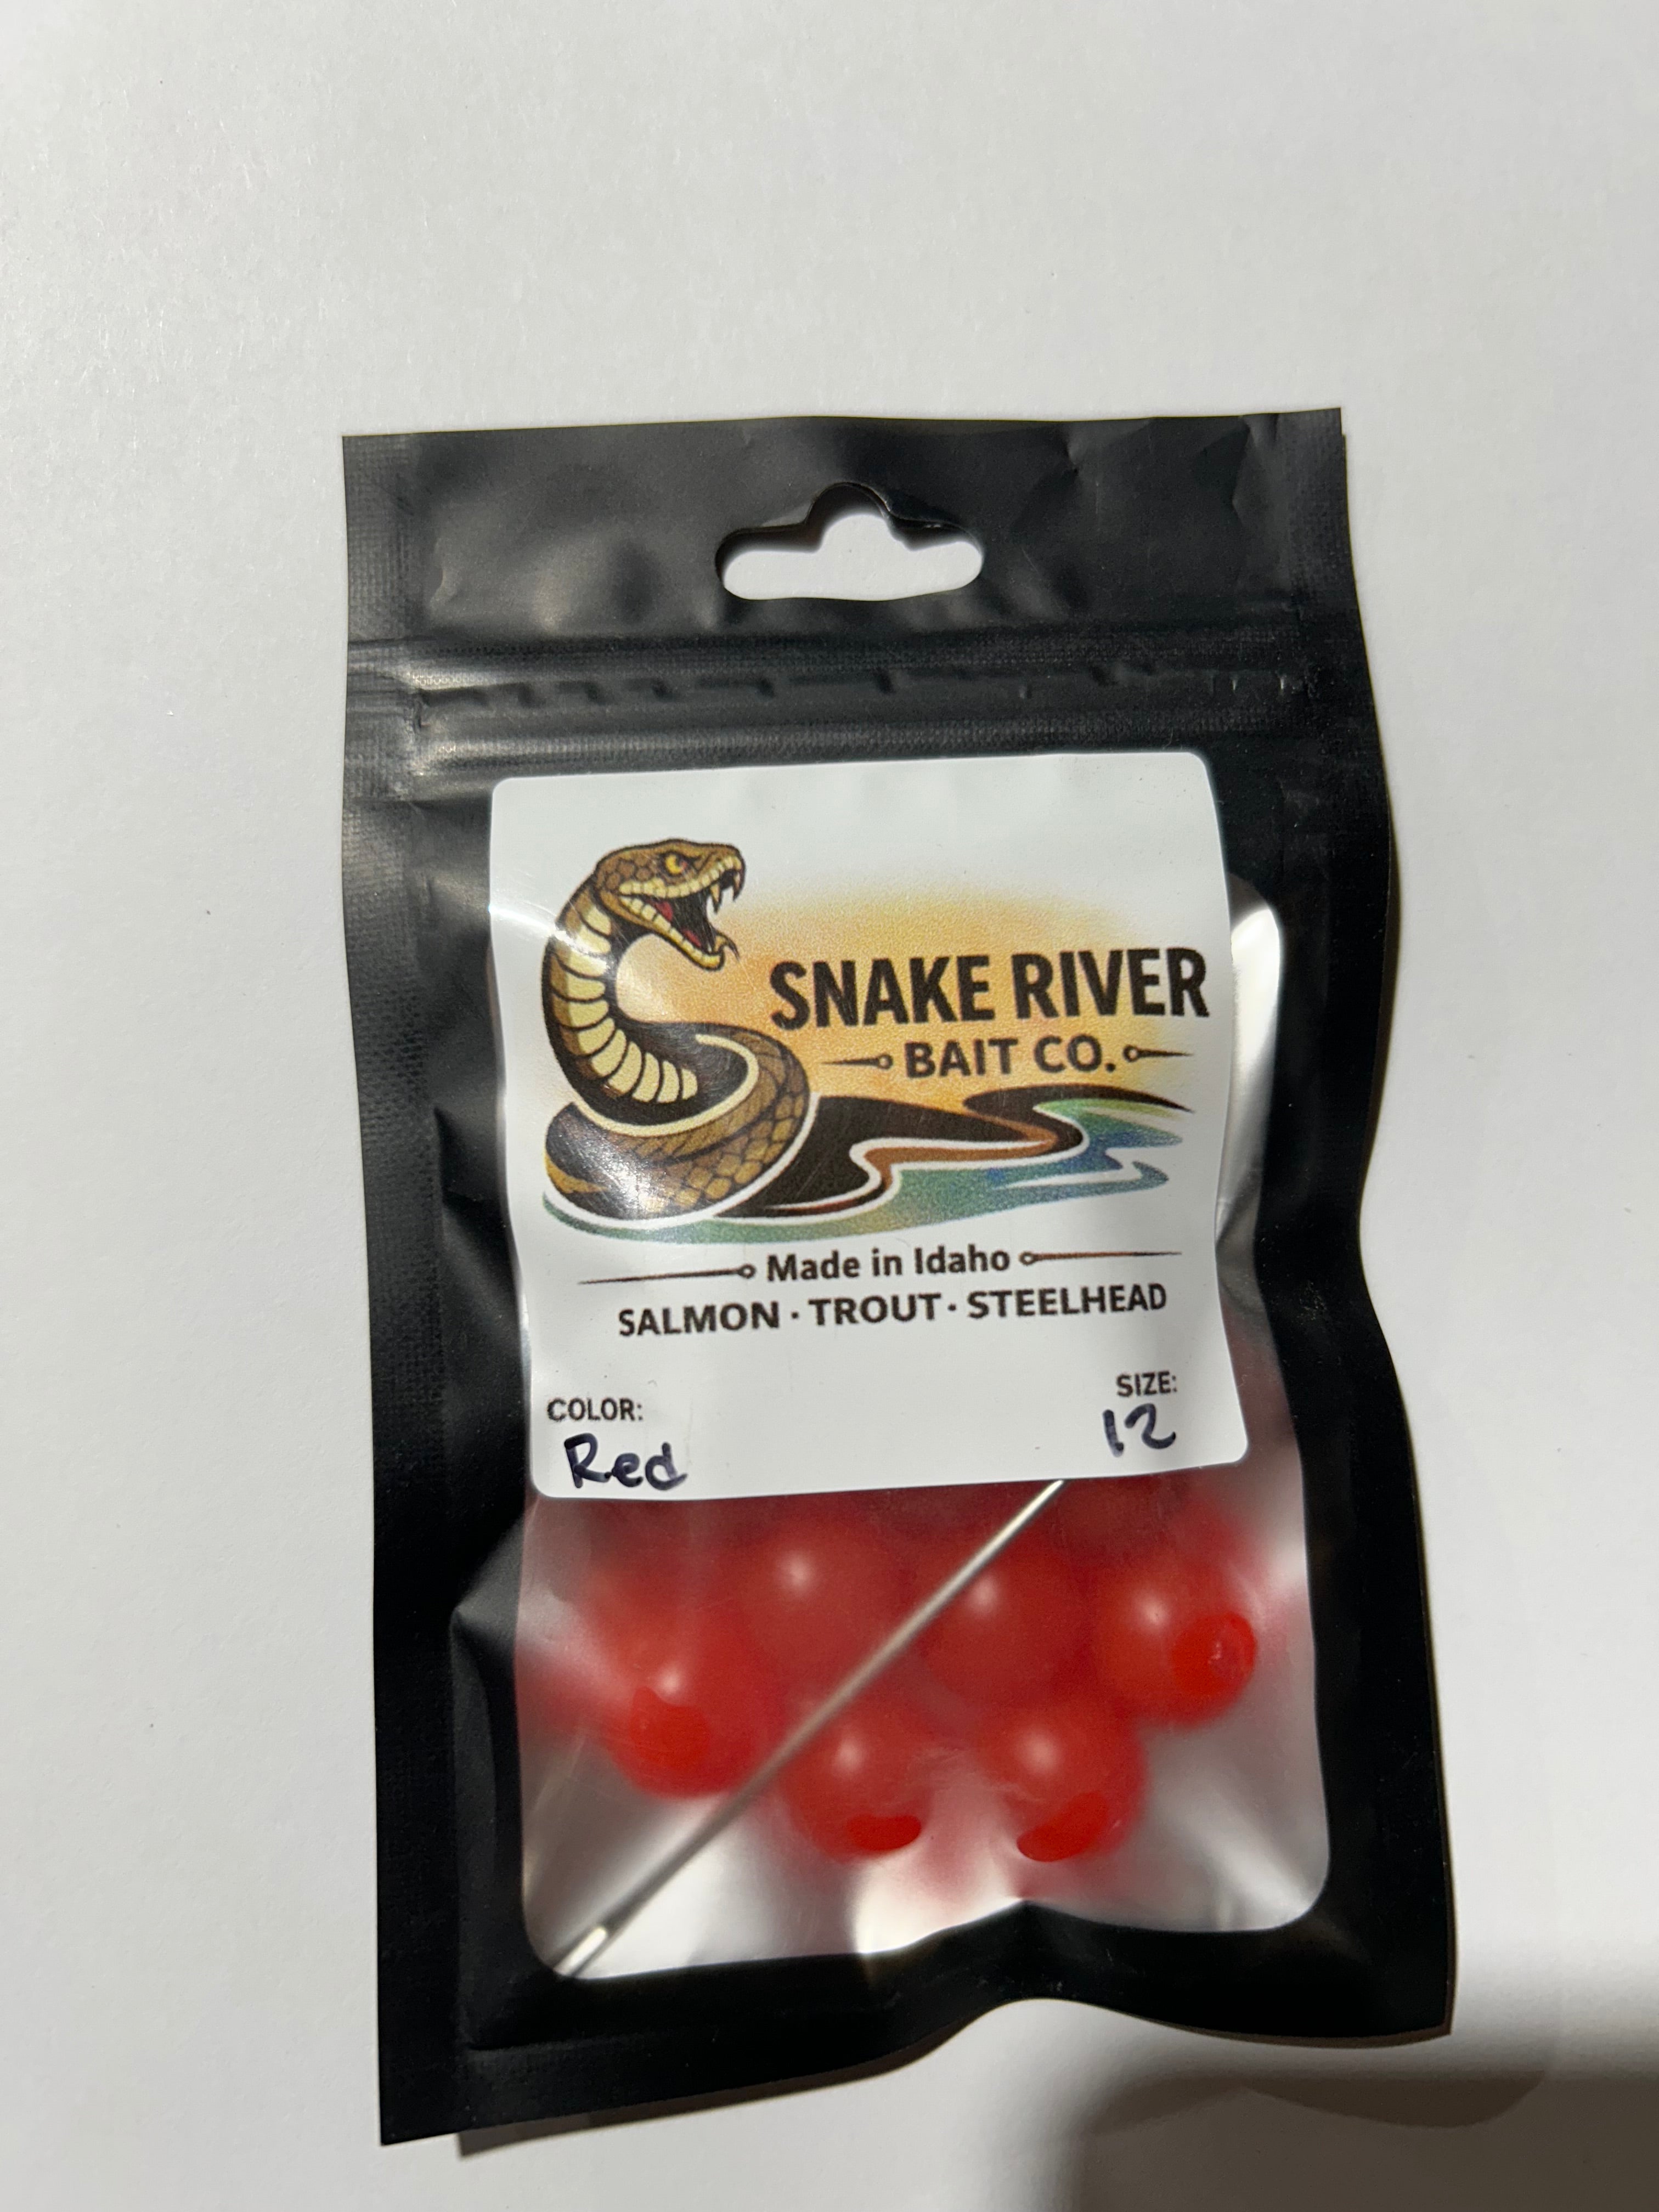 SNAKE RIVER
BAIT CO.
Made in Idaho
SALMON · TROUT · STEELHEAD
COLOR:
Red
SIZE:
12